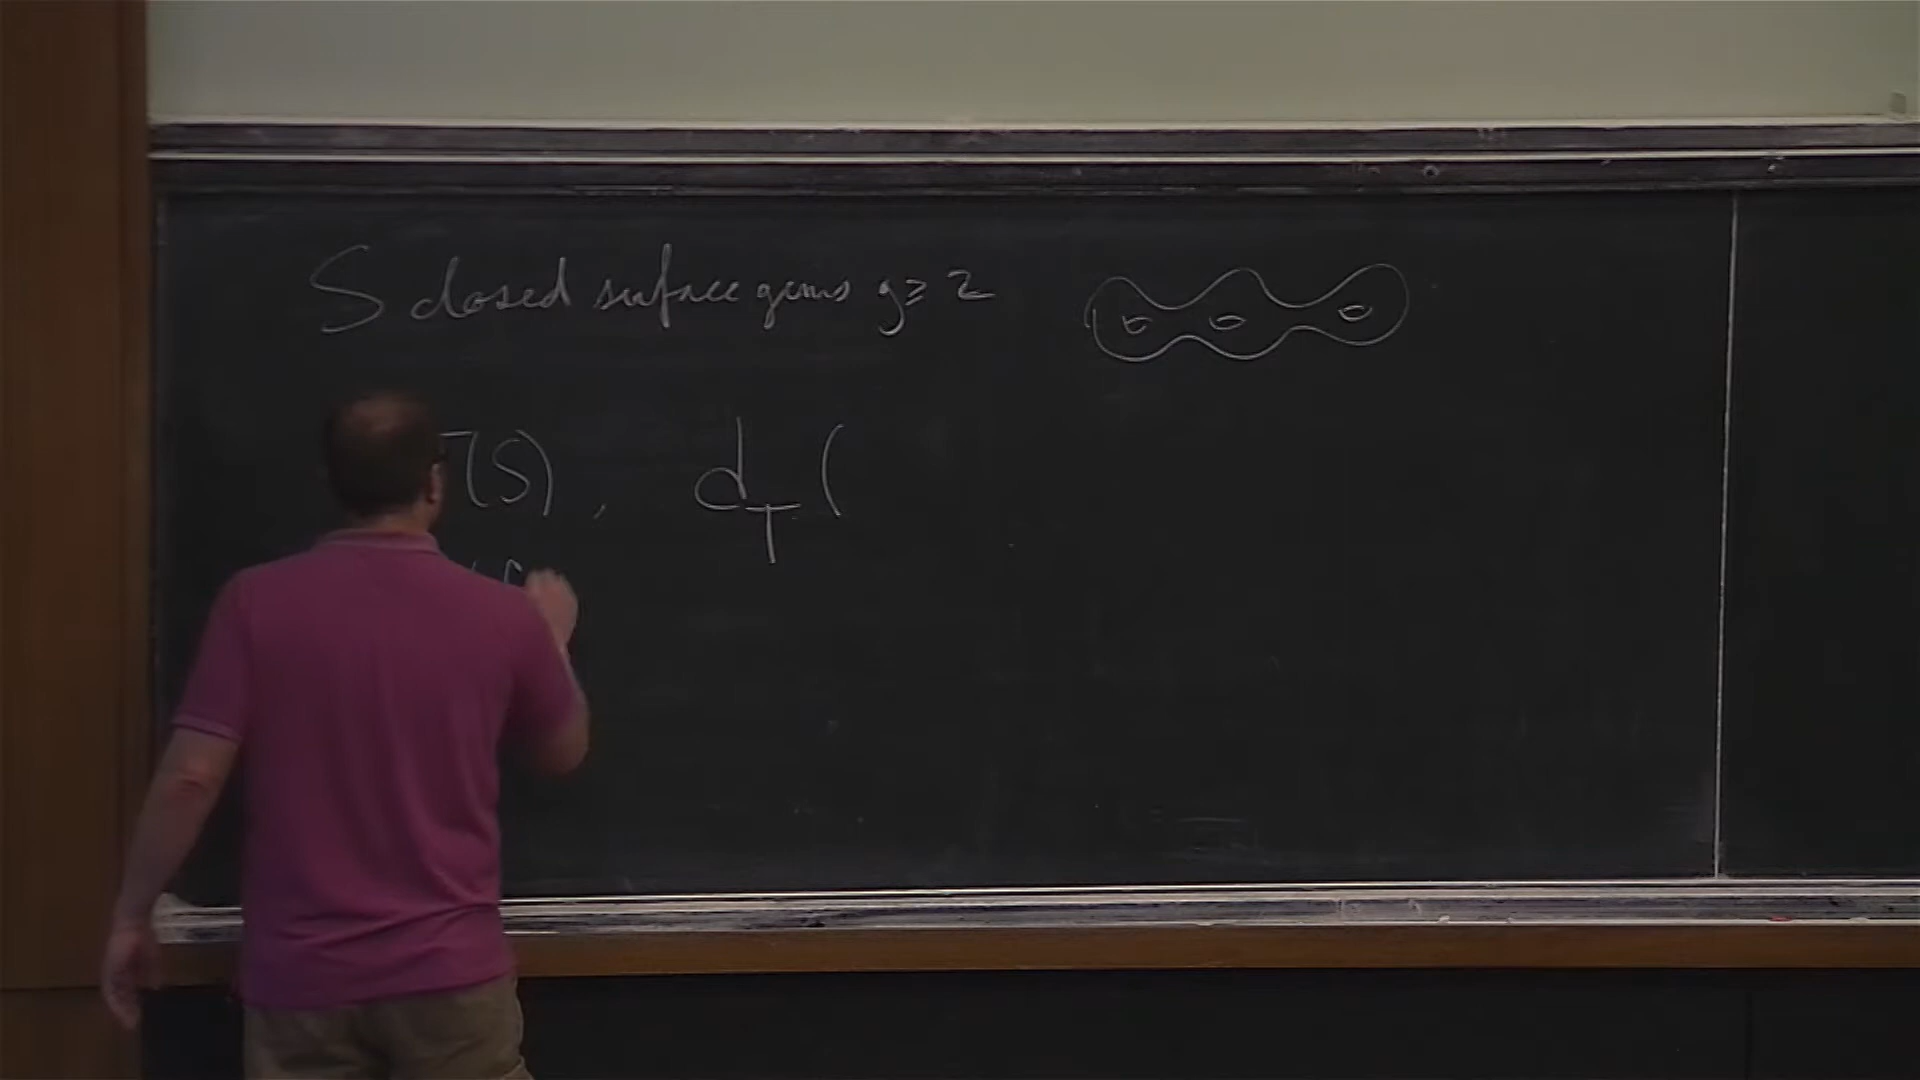 S closed surface genus g ≥ 2
T(S) , d_T (